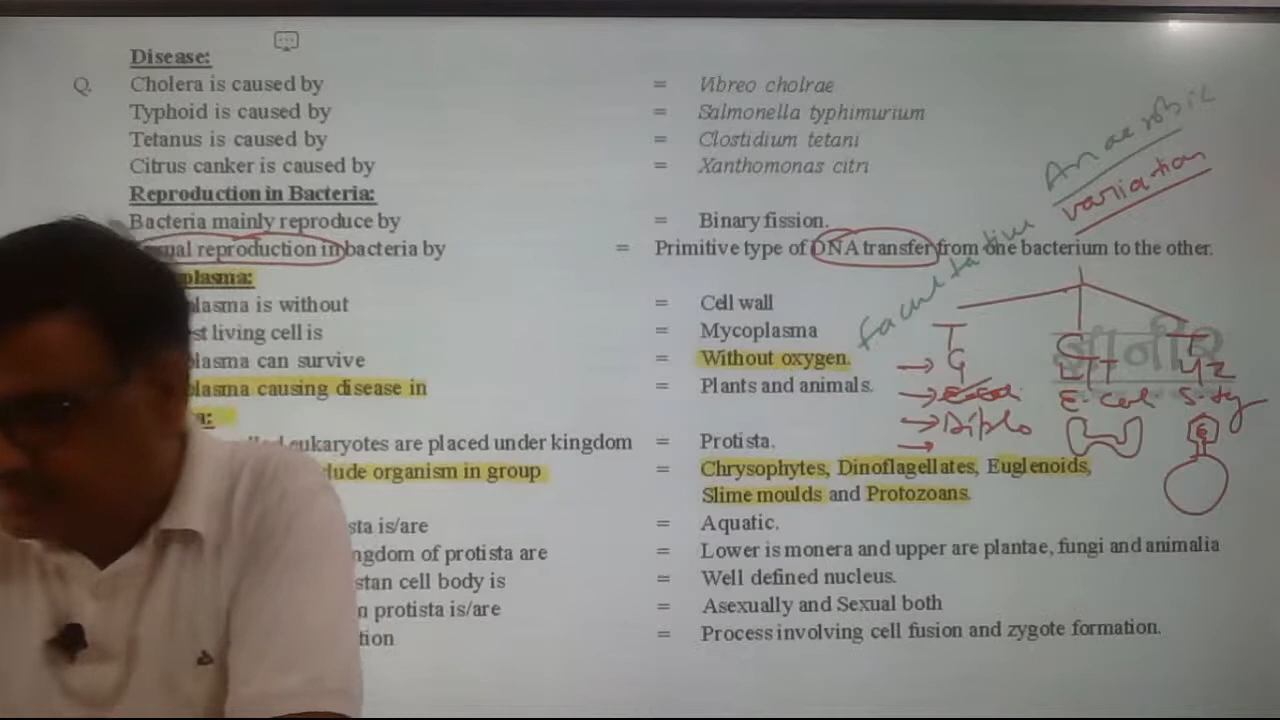 Disease:
Q. Cholera is caused by = Vibreo cholrae
Typhoid is caused by = Salmonella typhimurium
Tetanus is caused by = Clostidium tetani
Citrus canker is caused by = Xanthomonas citri
Anaerobic
variation
Reproduction in Bacteria:
Bacteria mainly reproduce by = Binary fission.
ual reproduction in bacteria by = Primitive type of DNA transfer from one bacterium to the other.
Facultative
plasma:
lasma is without = Cell wall
st living cell is = Mycoplasma
lasma can survive = Without oxygen.
plasma causing disease in = Plants and animals.
T
G
Diplo
E. coli
a:
eukaryotes are placed under kingdom = Protista.
lude organism in group = Chrysophytes, Dinoflagellates, Euglenoids,
Slime moulds and Protozoans.
sta is/are = Aquatic.
ngdom of protista are = Lower is monera and upper are plantae, fungi and animalia
stan cell body is = Well defined nucleus.
n protista is/are = Asexually and Sexual both
tion = Process involving cell fusion and zygote formation.